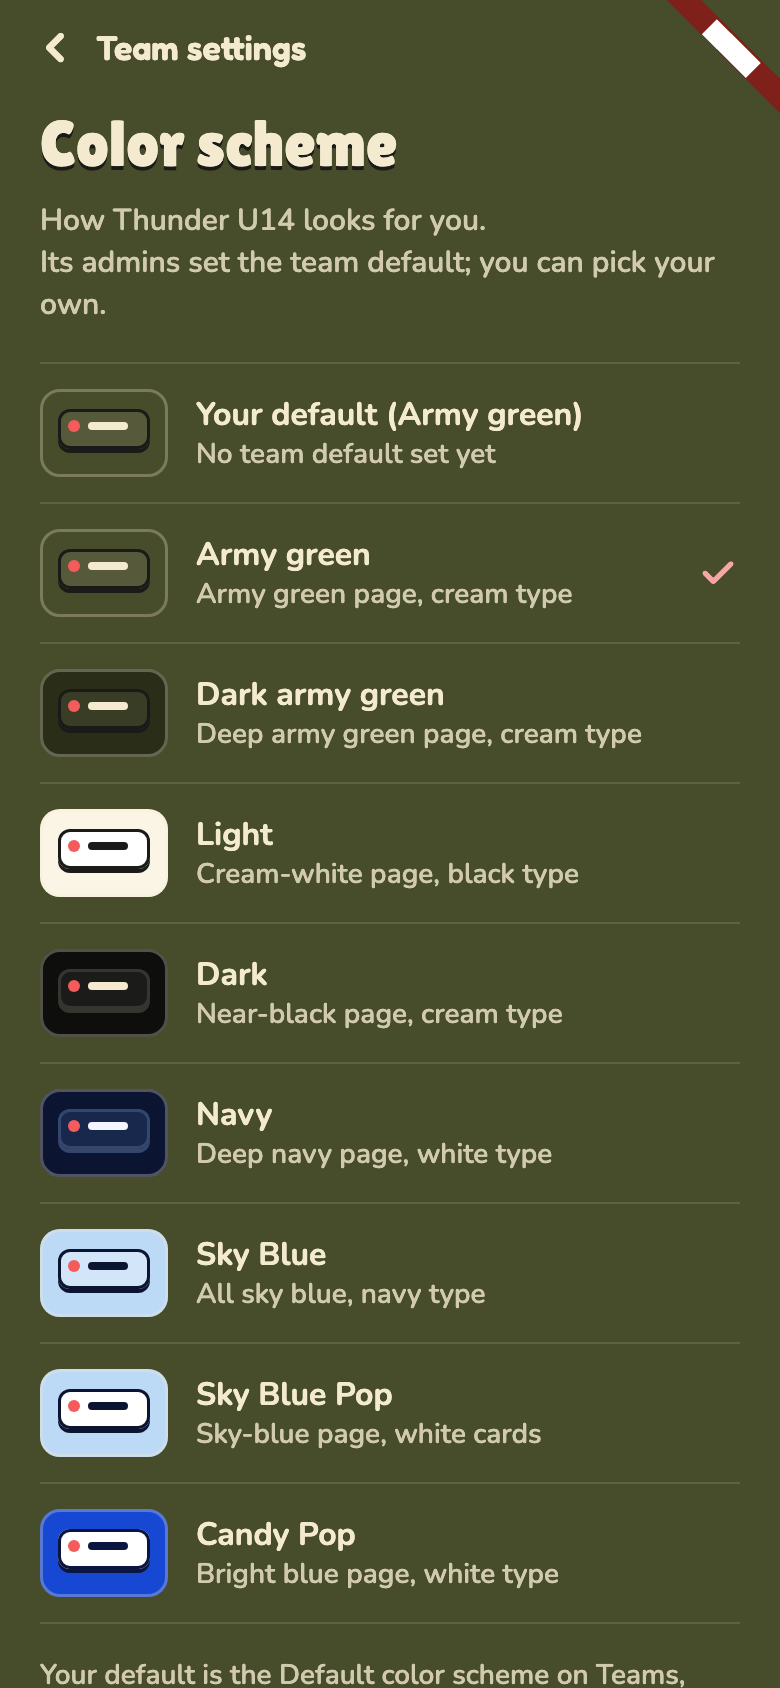 Team settings
Color scheme
How Thunder U14 looks for you.
Its admins set the team default; you can pick your
own.
Your default (Army green)
No team default set yet
Army green
Army green page, cream type
Dark army green
Deep army green page, cream type
Light
Cream-white page, black type
Dark
Near-black page, cream type
Navy
Deep navy page, white type
Sky Blue
All sky blue, navy type
Sky Blue Pop
Sky-blue page, white cards
Candy Pop
Bright blue page, white type
Your default is the Default color scheme on Teams,